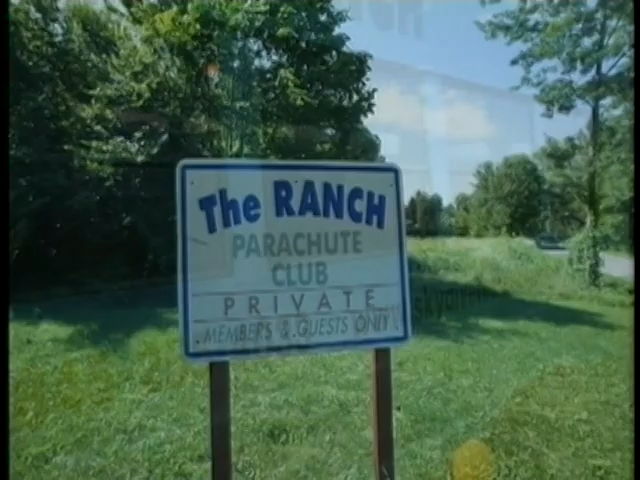 The RANCH
PARACHUTE
CLUB
PRIVATE
MEMBERS & GUESTS ONLY